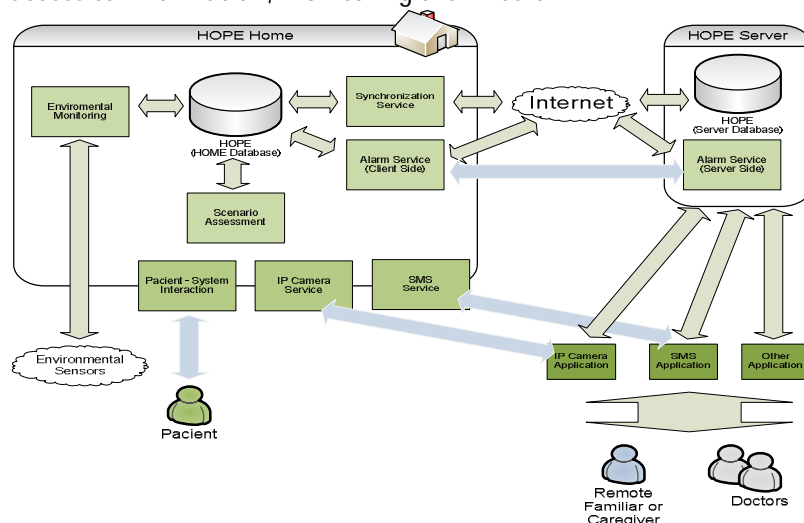 HOPE Home
HOPE Server
Enviromental
Monitoring
HOPE
(HOME Database)
Synchronization
Service
Internet
HOPE
(Server Database)
Alarm Service
(Client Side)
Alarm Service
(Server Side)
Scenario
Assessment
Pacient - System
Interaction
IP Camera
Service
SMS
Service
Environmental
Sensors
IP Camera
Application
SMS
Application
Other
Application
Pacient
Remote
Familiar or
Caregiver
Doctors